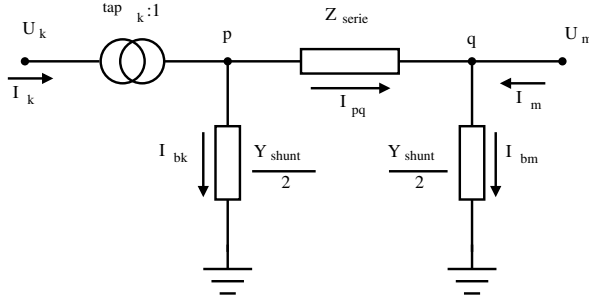 tap k :1
U k
p
Z serie
q
U m
I k
I pq
I m
I bk
Y shunt
2
Y shunt
2
I bm